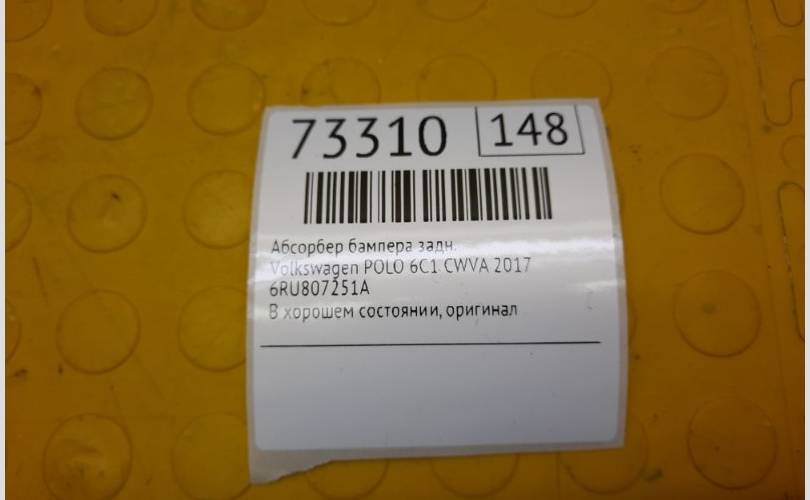 73310 148
Абсорбер бампера задн.
Volkswagen POLO 6C1 CWVA 2017
6RU807251A
В хорошем состоянии, оригинал